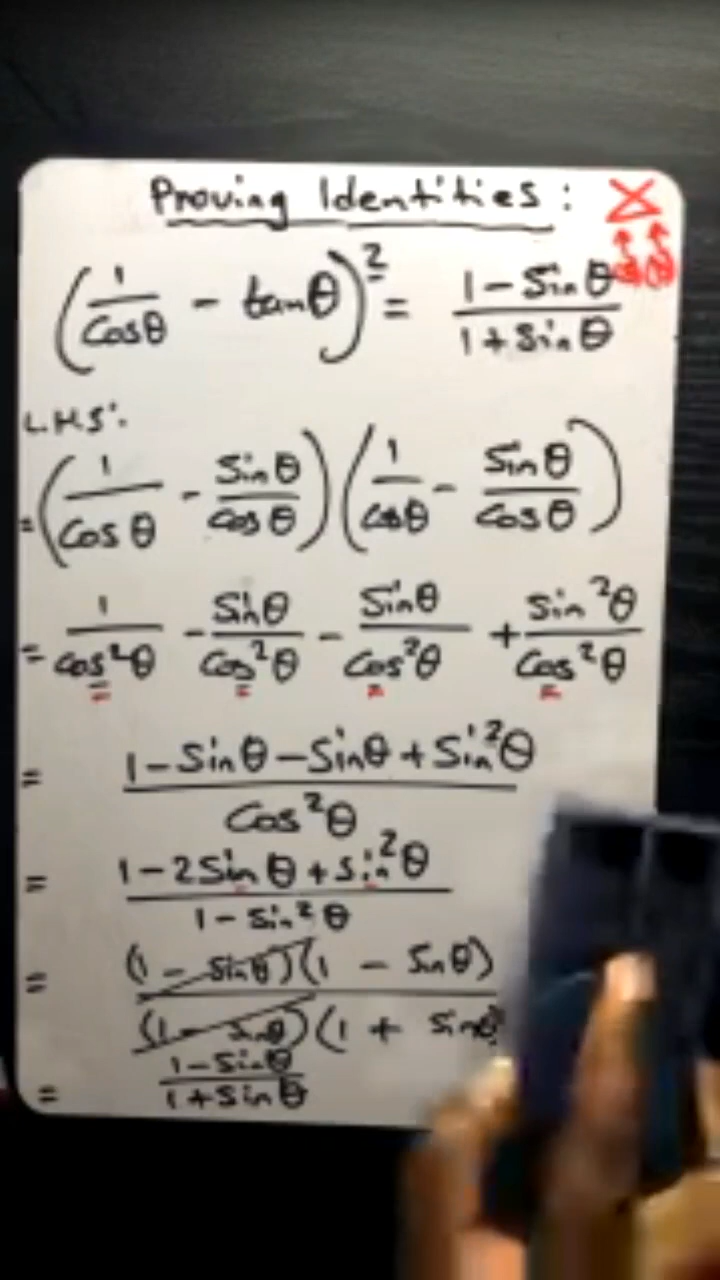 Proving Identities: X
(1/Cosθ - tanθ)² = (1 - Sinθ)/(1 + Sinθ)
L.H.S:
= (1/Cosθ - Sinθ/Cosθ)(1/Cosθ - Sinθ/Cosθ)
= 1/Cos²θ - Sinθ/Cos²θ - Sinθ/Cos²θ + Sin²θ/Cos²θ
= (1 - Sinθ - Sinθ + Sin²θ)/Cos²θ
= (1 - 2Sinθ + Sin²θ)/(1 - Sin²θ)
= (1 - Sinθ)(1 - Sinθ)/(1 - Sinθ)(1 + Sinθ)
= (1 - Sinθ)/(1 + Sinθ)